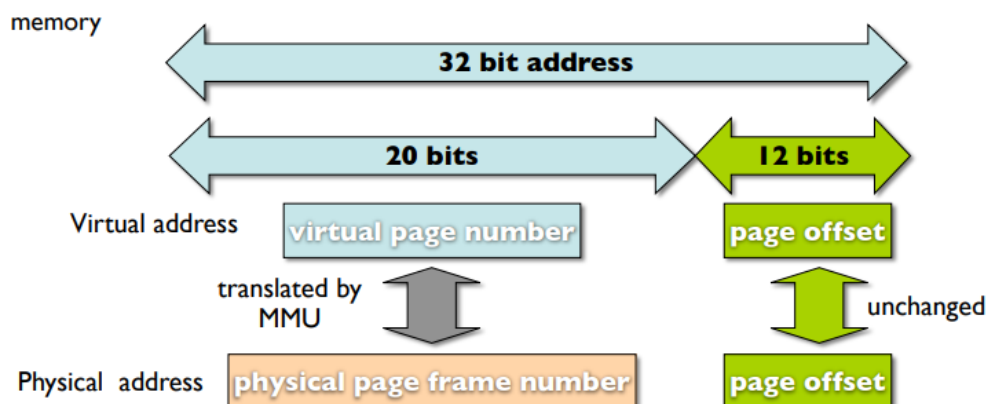 memory
32 bit address
20 bits
12 bits
Virtual address
virtual page number
page offset
translated by
MMU
unchanged
Physical address
physical page frame number
page offset